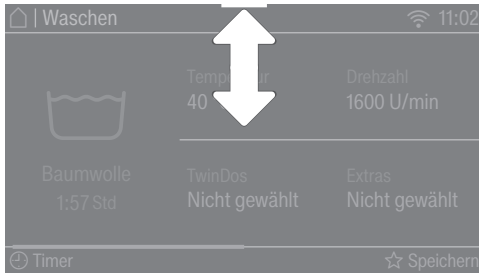 | Waschen 11:02
Temperatur Drehzahl
40 1600 U/min
Baumwolle
1:57 Std
TwinDos Extras
Nicht gewählt Nicht gewählt
Timer Speichern